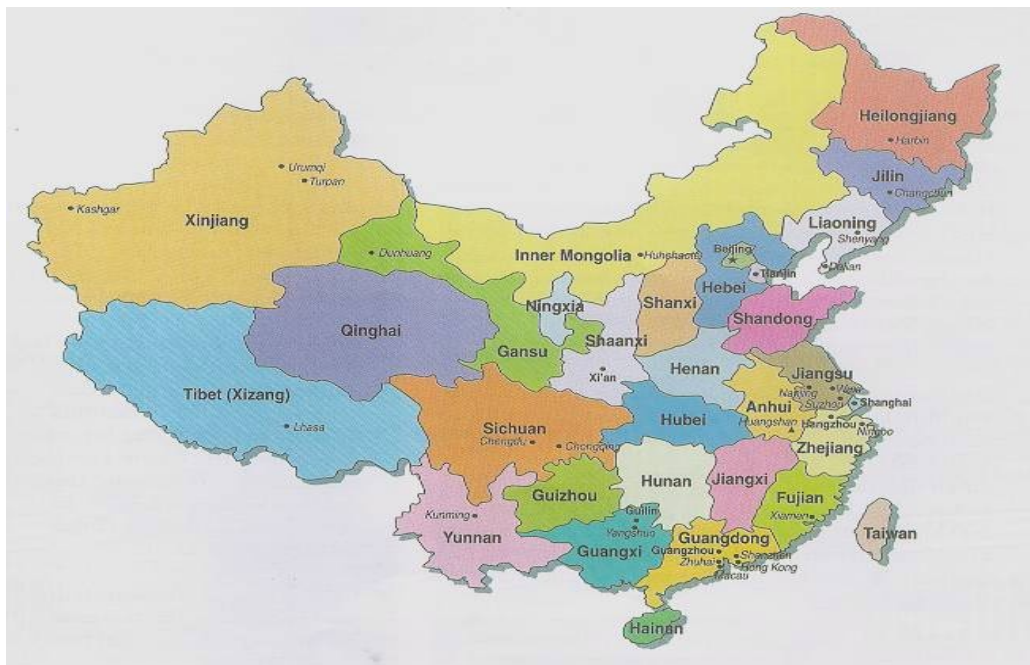 Heilongjiang
Harbin
Urumqi
Turpan
Jilin
Changchun
Kashgar
Xinjiang
Liaoning
Shenyang
Beijing
Dunhuang
Inner Mongolia
Huhehaote
Dalian
Tianjin
Hebei
Ningxia
Shanxi
Shandong
Qinghai
Shaanxi
Gansu
Henan
Jiangsu
Xi'an
Nanjing
Wuxi
Tibet (Xizang)
Suzhou
Shanghai
Anhui
Sichuan
Hubei
Huangshan
Hangzhou
Ningbo
Lhasa
Chengdu
Chongqing
Zhejiang
Hunan
Jiangxi
Guizhou
Fujian
Kunming
Guilin
Xiamen
Yangshuo
Yunnan
Guangdong
Taiwan
Guangxi
Guangzhou
Shenzhen
Zhuhai
Hong Kong
Macau
Hainan